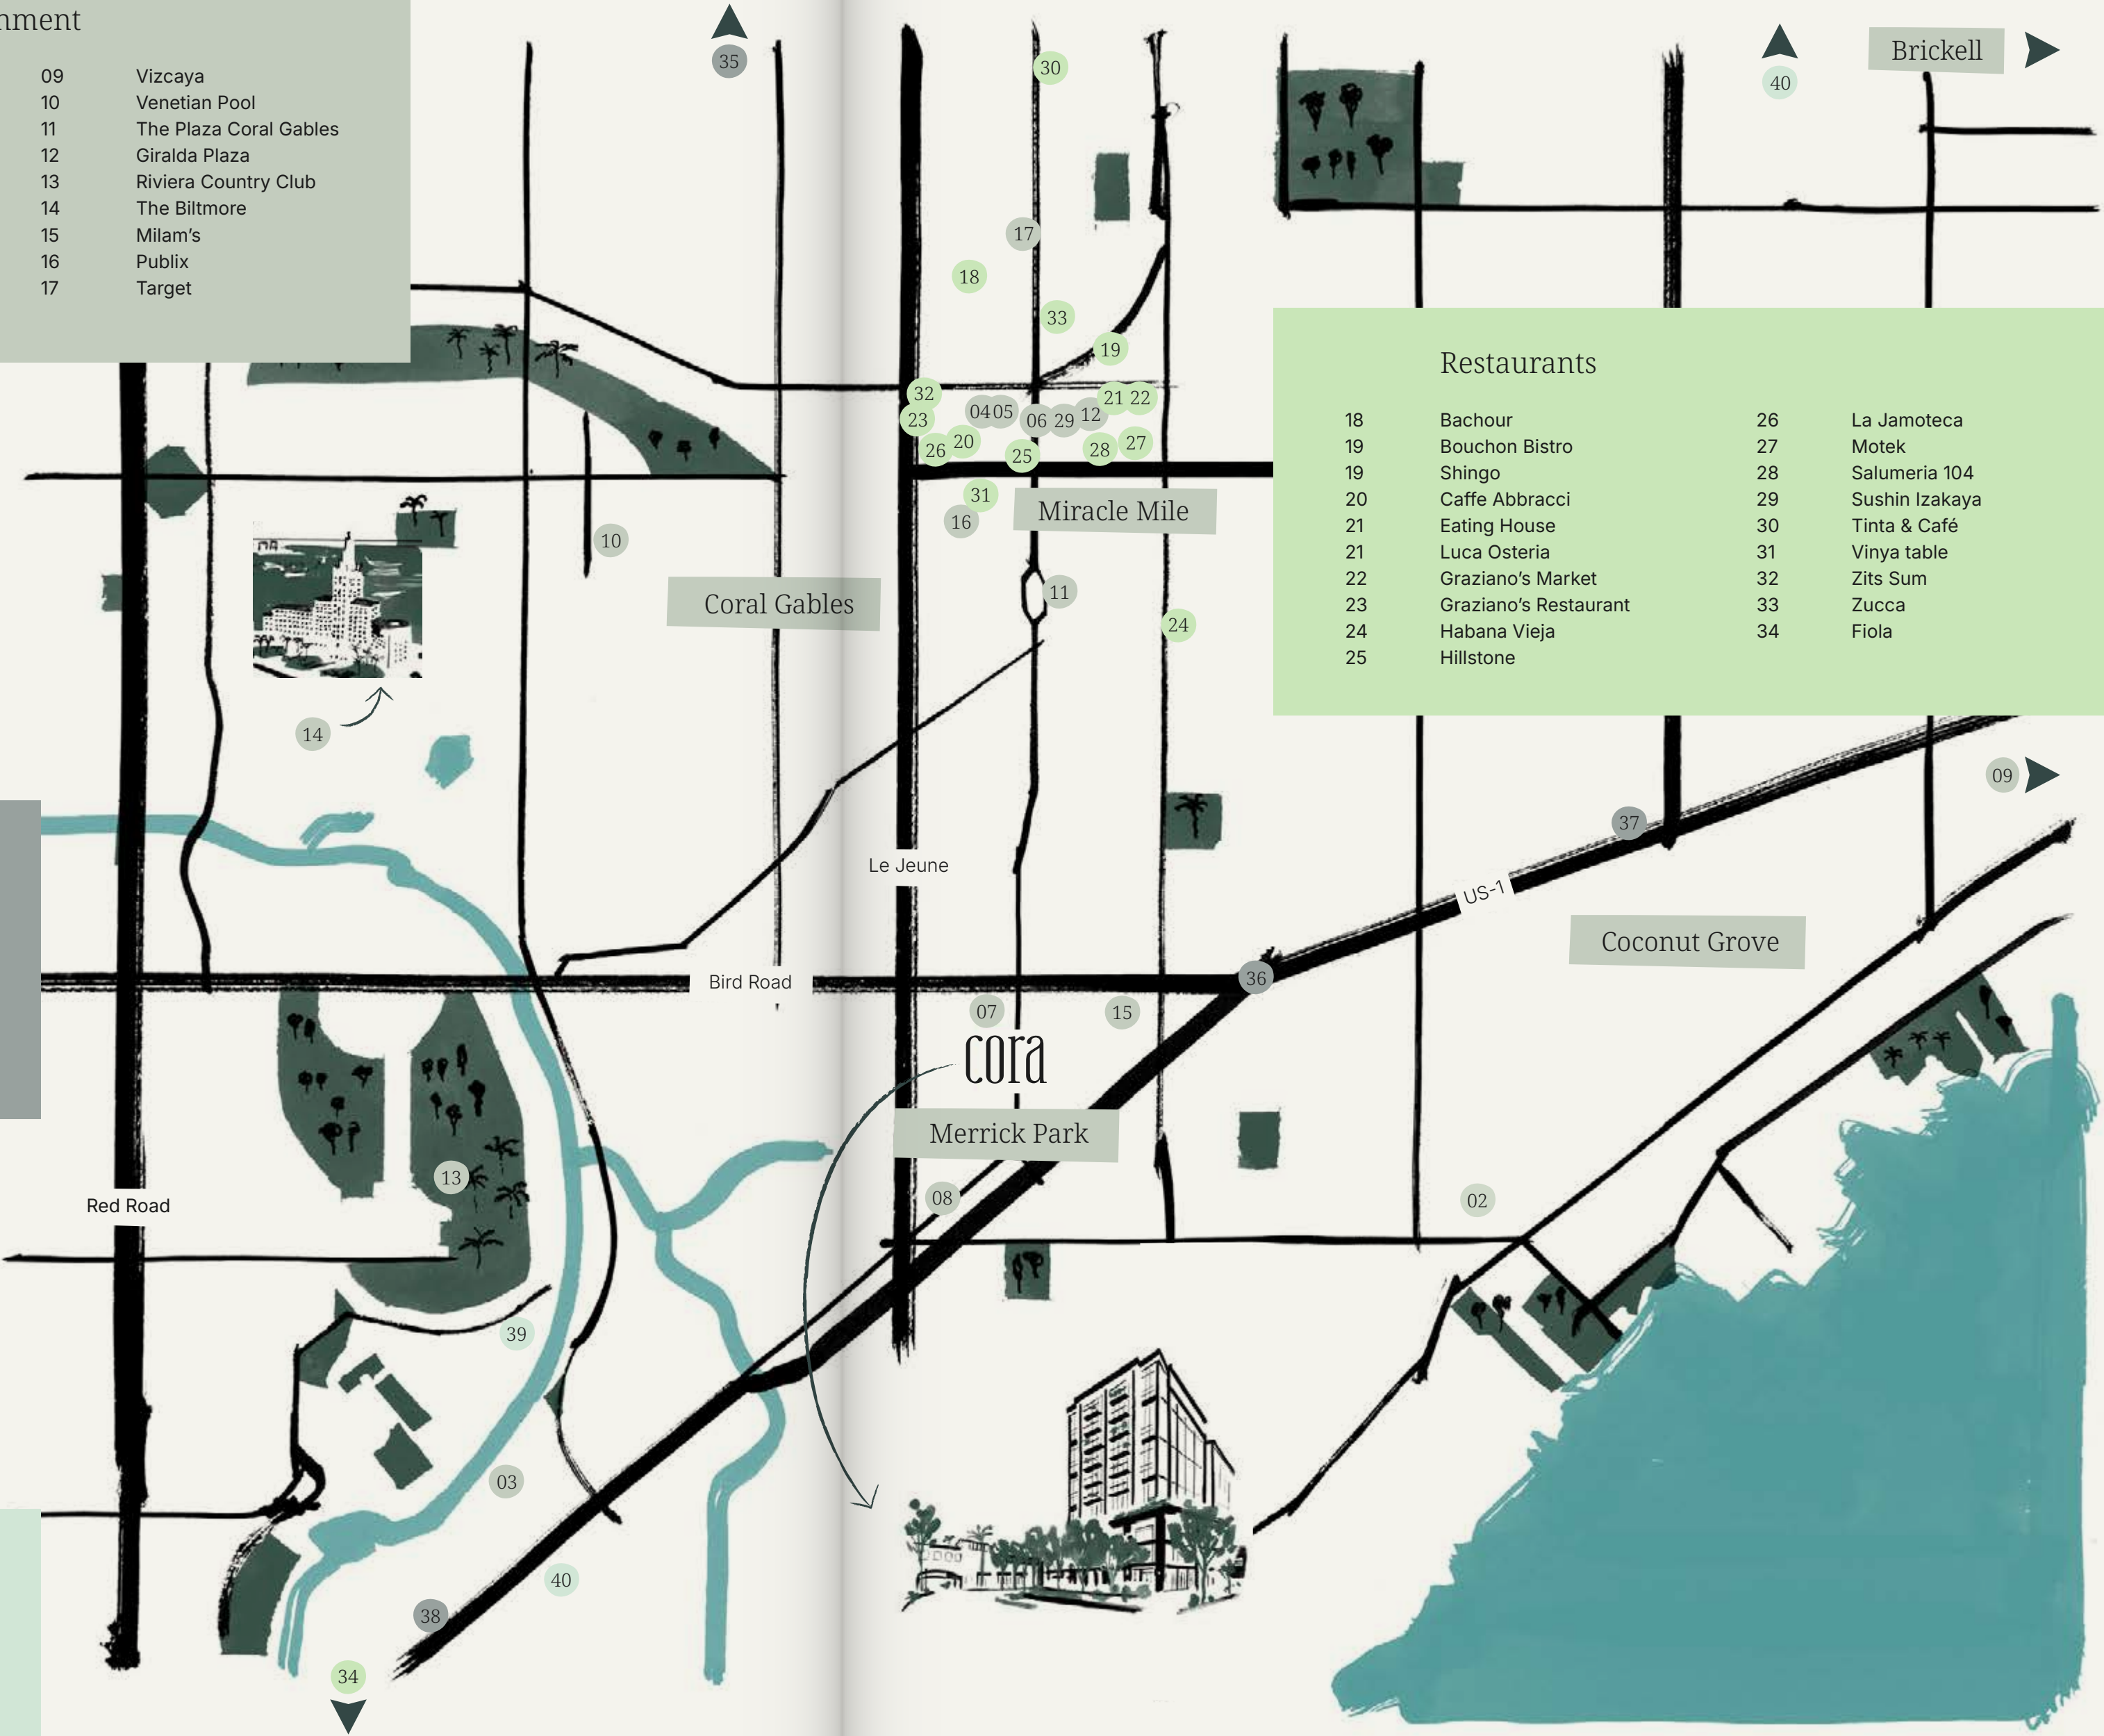 nment
09 Vizcaya
10 Venetian Pool
11 The Plaza Coral Gables
12 Giralda Plaza
13 Riviera Country Club
14 The Biltmore
15 Milam’s
16 Publix
17 Target
35
30
40
Brickell
17
18
33
19
32
04 05
21 22
23
06 29 12
26 20
25
28
27
31
16
Miracle Mile
10
11
Coral Gables
24
14
Restaurants
18 Bachour
19 Bouchon Bistro
19 Shingo
20 Caffe Abbracci
21 Eating House
21 Luca Osteria
22 Graziano’s Market
23 Graziano’s Restaurant
24 Habana Vieja
25 Hillstone
26 La Jamoteca
27 Motek
28 Salumeria 104
29 Sushin Izakaya
30 Tinta & Café
31 Vinya table
32 Zits Sum
33 Zucca
34 Fiola
09
37
Le Jeune
US-1
Coconut Grove
Bird Road
36
07
15
cora
Merrick Park
13
08
02
Red Road
39
03
40
38
34